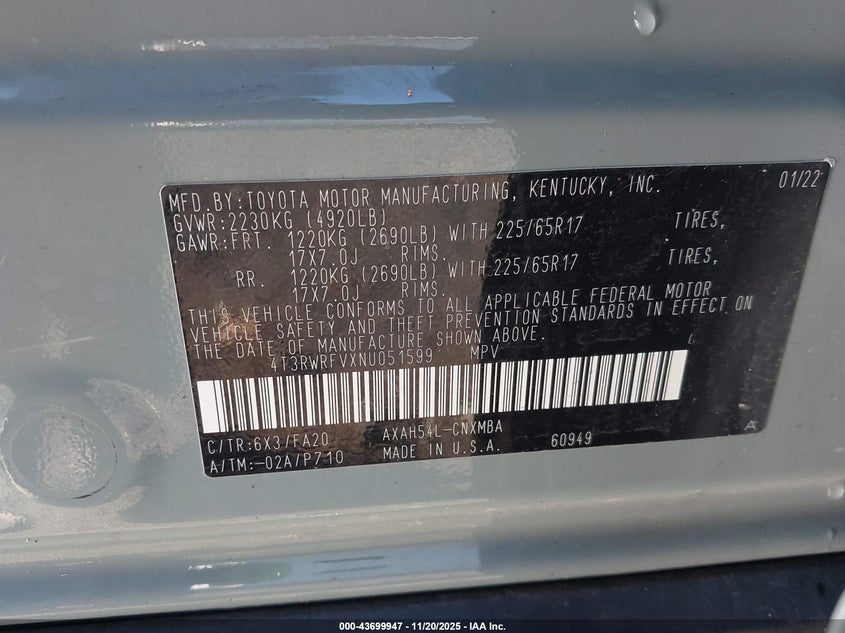 MFD. BY: TOYOTA MOTOR MANUFACTURING, KENTUCKY, INC. 01/22
GVWR: 2230KG (4920LB)
GAWR: FRT. 1220KG (2690LB) WITH 225/65R17 TIRES,
17X7.0J RIMS.
RR. 1220KG (2690LB) WITH 225/65R17 TIRES,
17X7.0J RIMS.
THIS VEHICLE CONFORMS TO ALL APPLICABLE FEDERAL MOTOR
VEHICLE SAFETY AND THEFT PREVENTION STANDARDS IN EFFECT ON
THE DATE OF MANUFACTURE SHOWN ABOVE.
4T3RWRFVXNU051599 MPV L
C/TR: 6X3/FA20 AXAH54L-CNXMBA A
A/TM: -02A/P710 MADE IN U.S.A. 60949
000-43699947 - 11/20/2025 - IAA Inc.